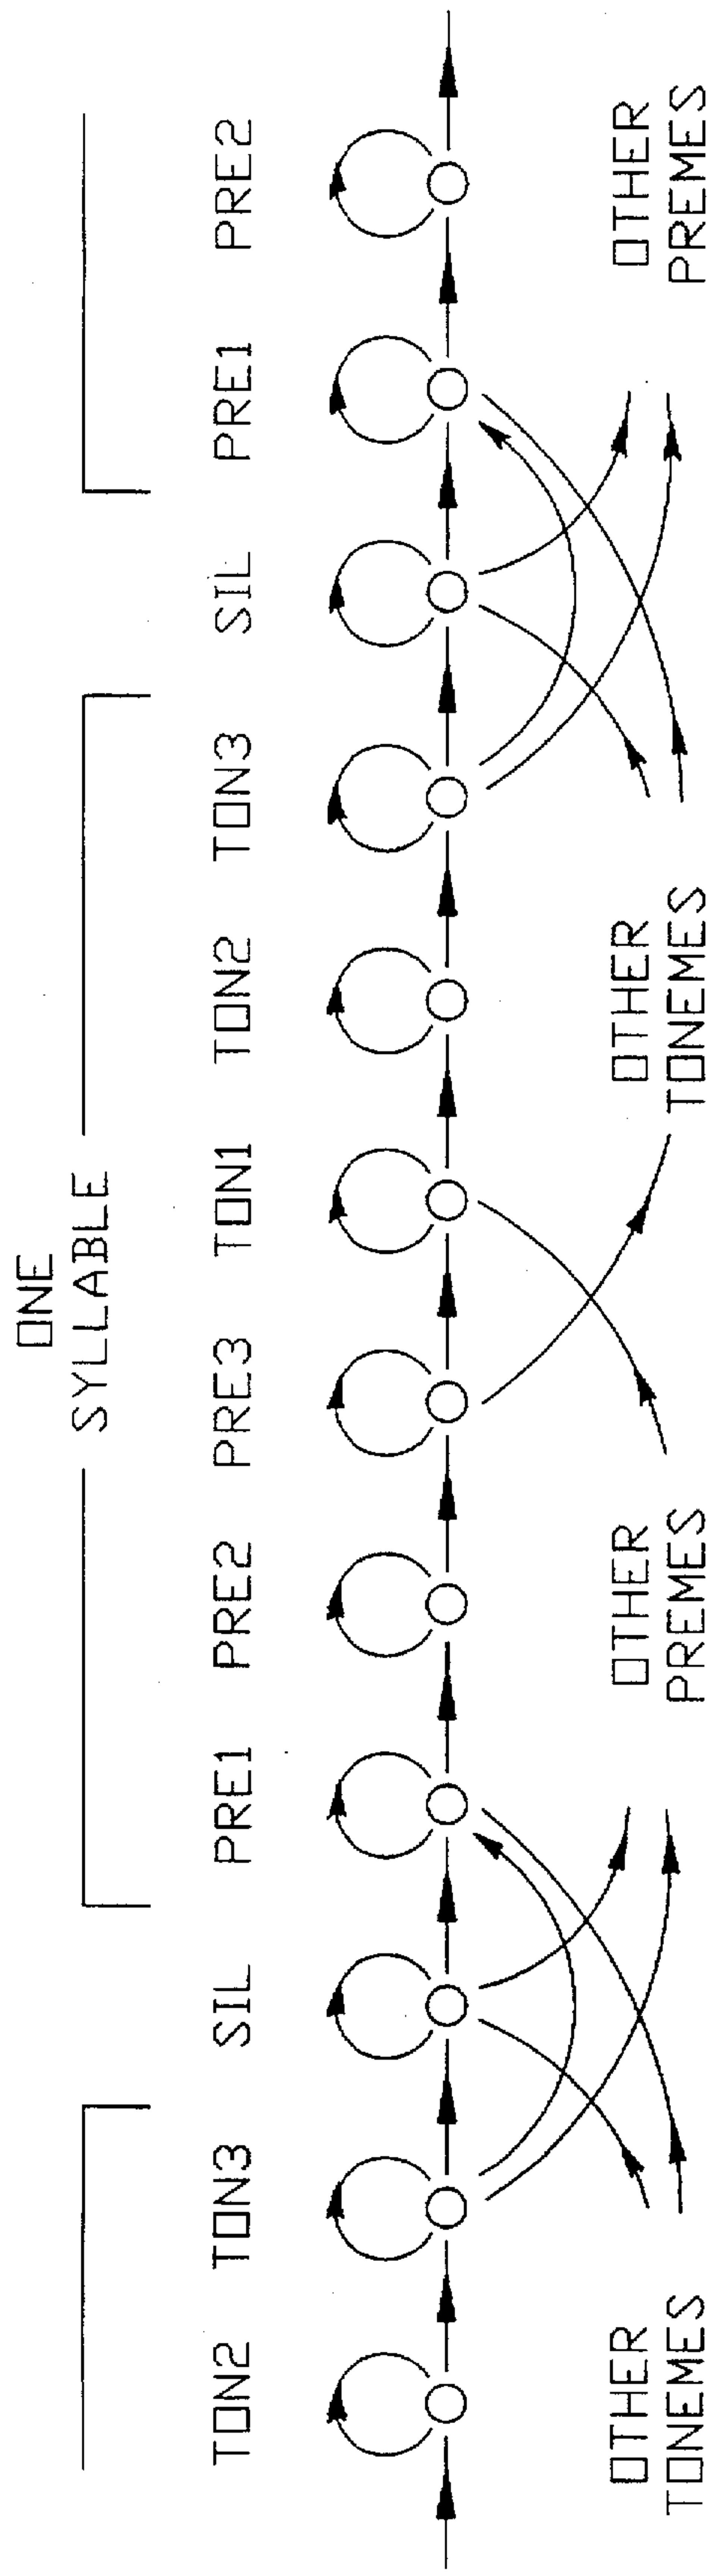 ONE
SYLLABLE
TON2 TON3 SIL PRE1 PRE2 PRE3 TON1 TON2 TON3 SIL PRE1 PRE2
OTHER
TONEMES
OTHER
PREMES
OTHER
TONEMES
OTHER
PREMES